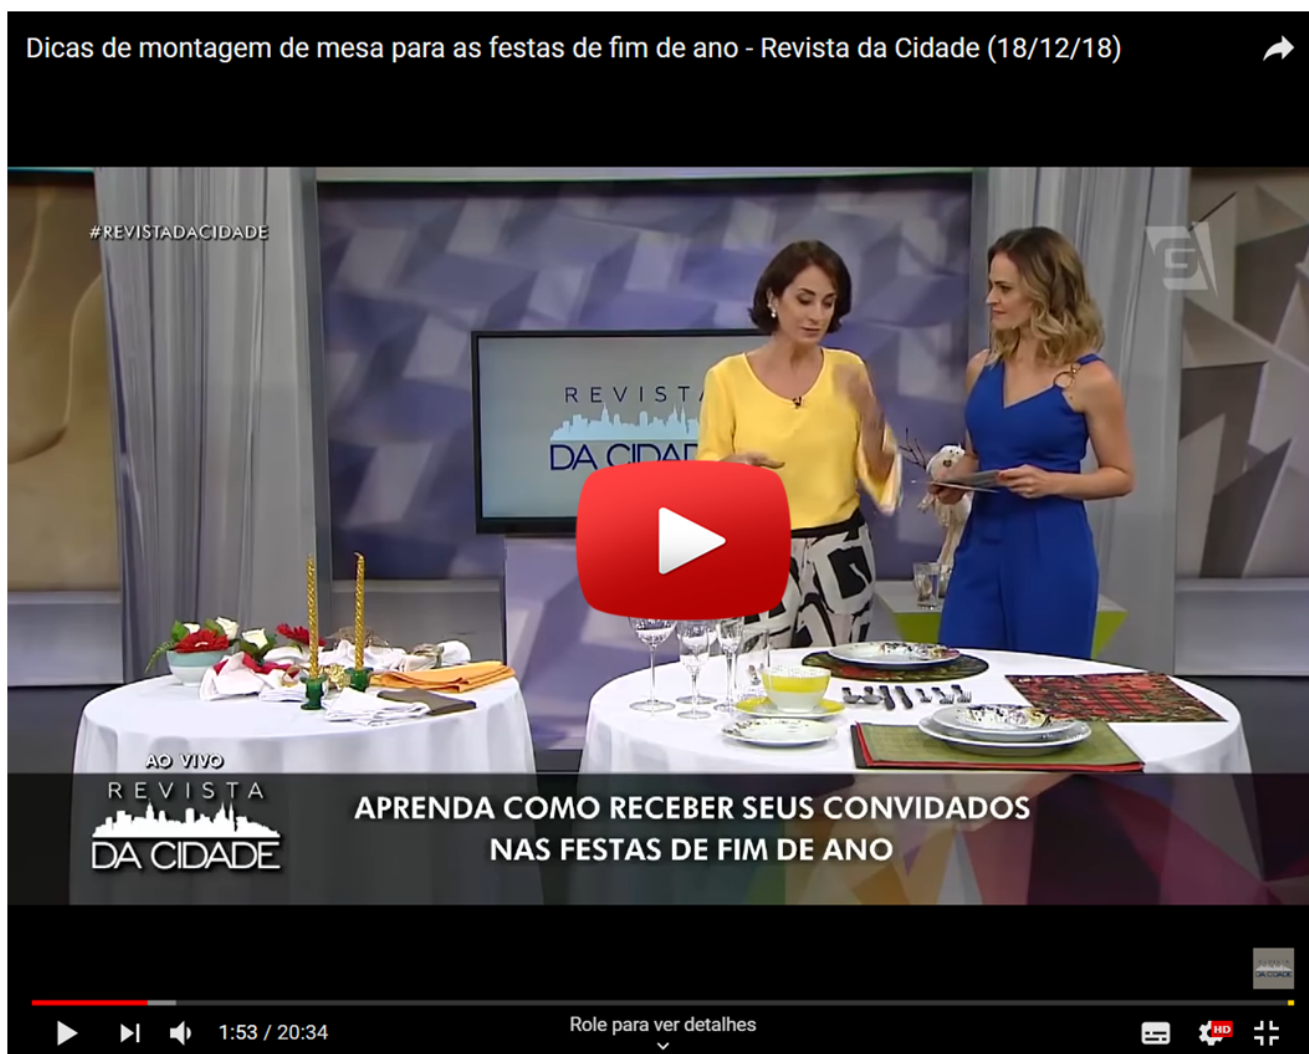 Dicas de montagem de mesa para as festas de fim de ano - Revista da Cidade (18/12/18)
#REVISTADACIDADE
G
REVISTA
DA CIDADE
AO VIVO
REVISTA
DA CIDADE
APRENDA COMO RECEBER SEUS CONVIDADOS
NAS FESTAS DE FIM DE ANO
DA CIDADE
1:53 / 20:34
Role para ver detalhes
HD